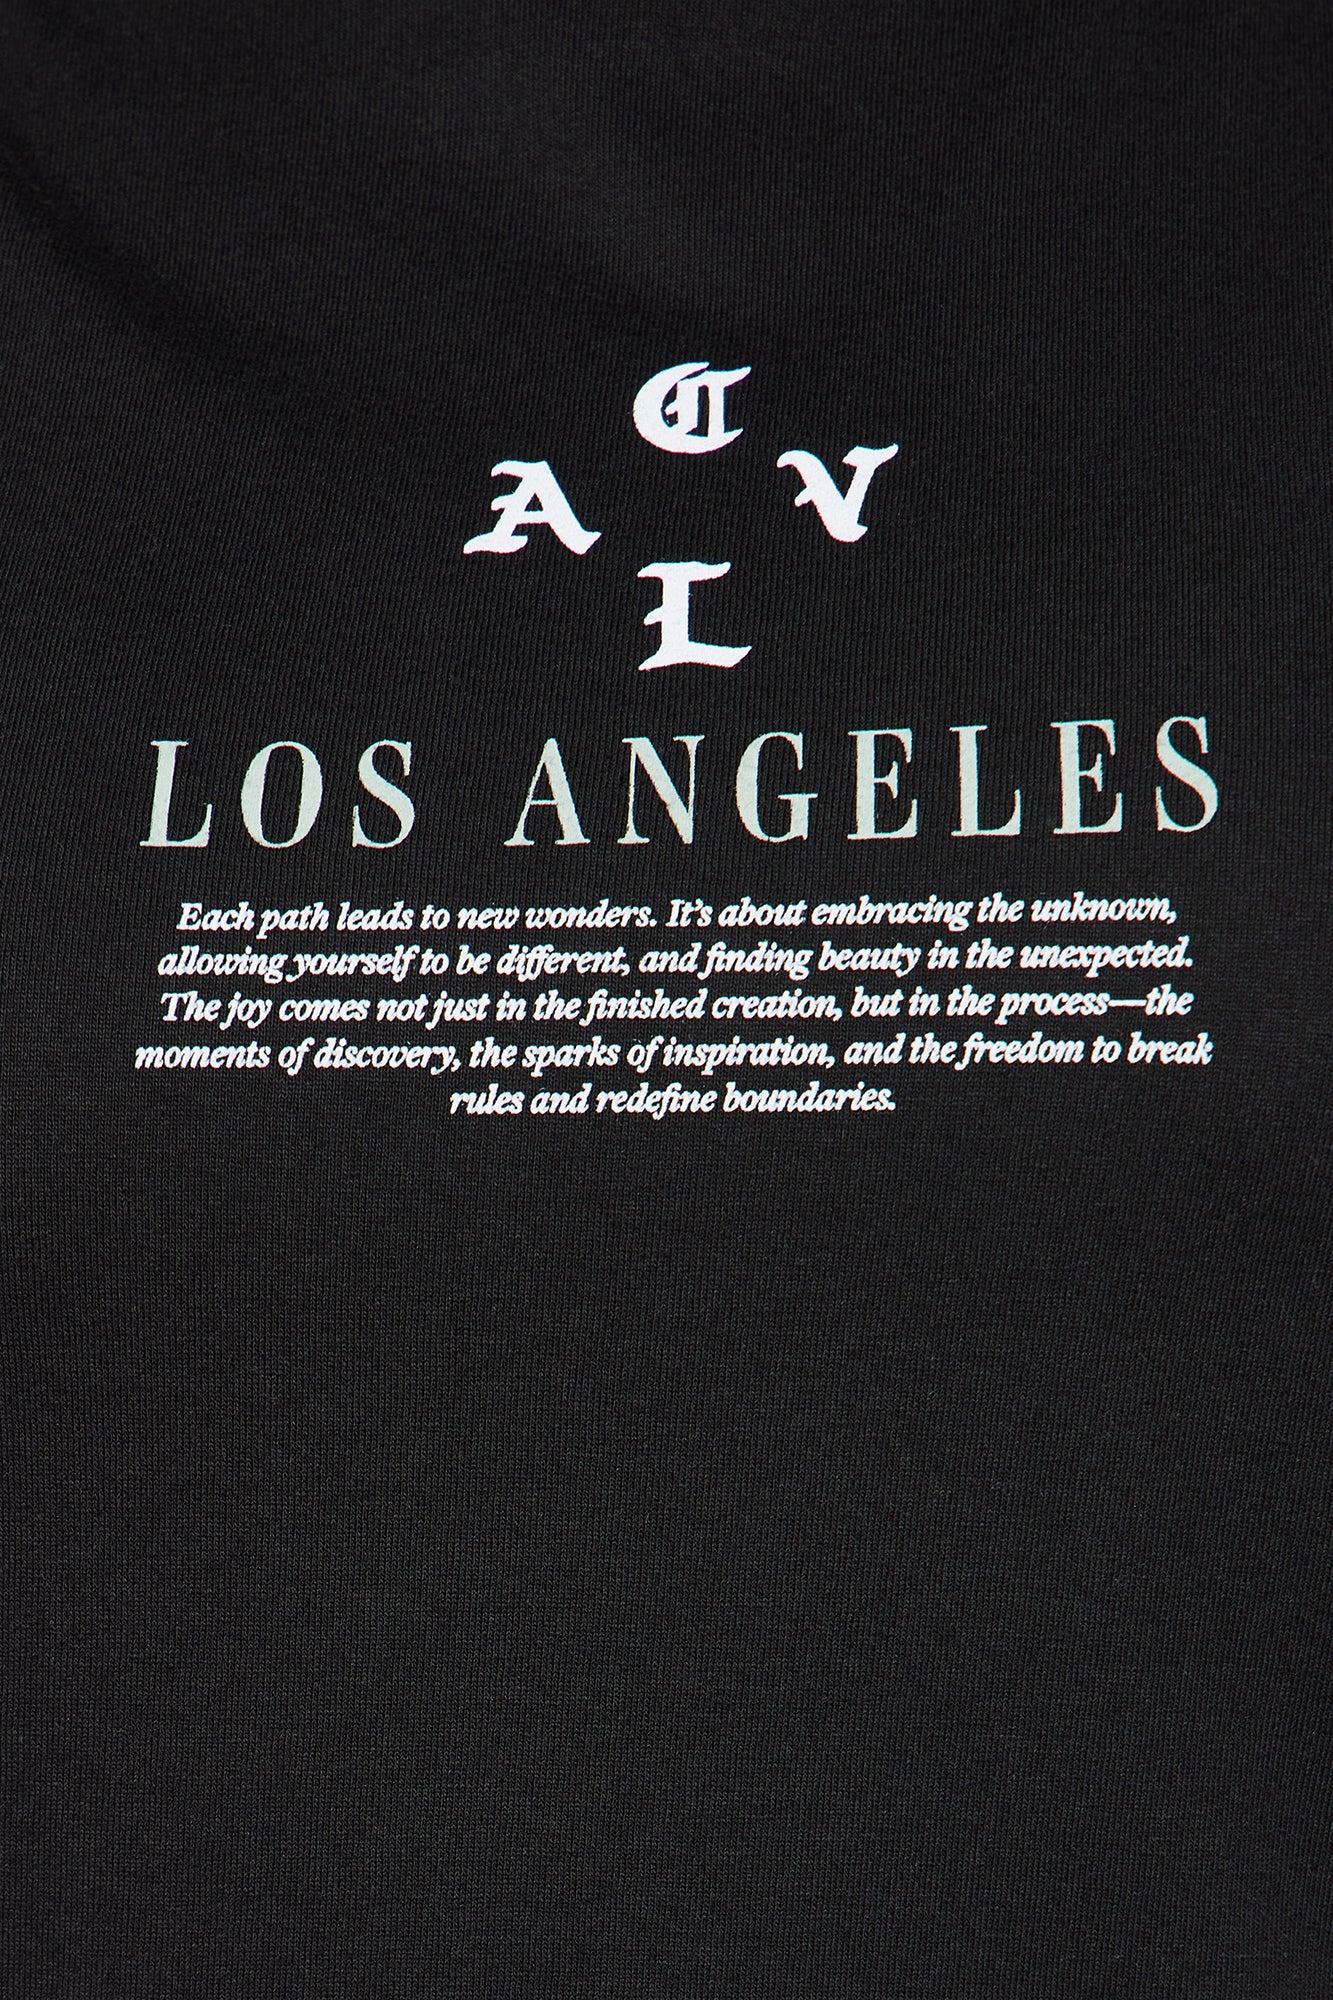 C
A V
L
LOS ANGELES
Each path leads to new wonders. It's about embracing the unknown,
allowing yourself to be different, and finding beauty in the unexpected.
The joy comes not just in the finished creation, but in the process—the
moments of discovery, the sparks of inspiration, and the freedom to break
rules and redefine boundaries.